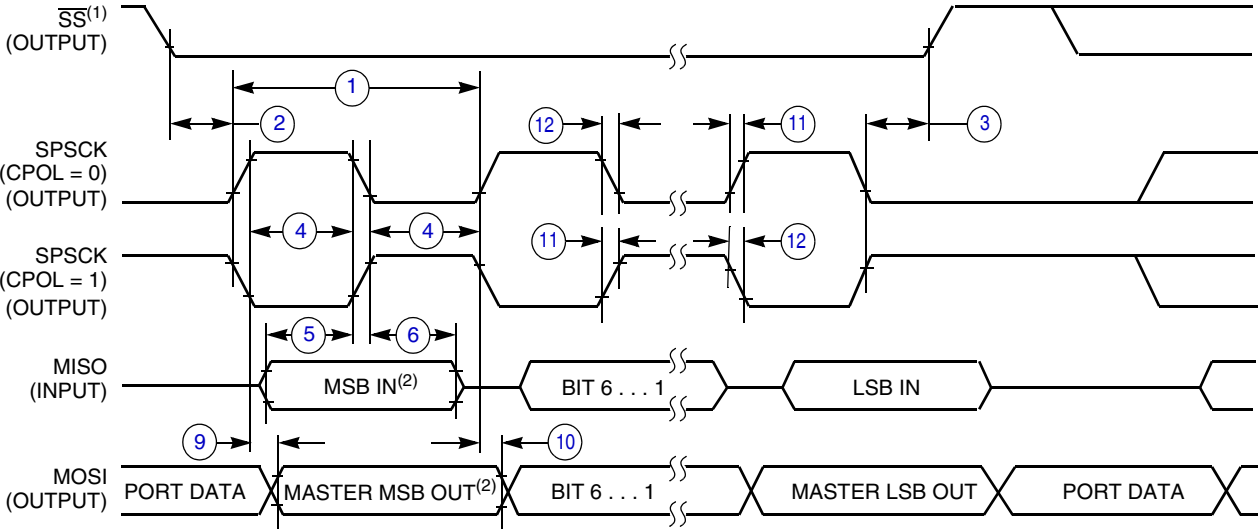 SS(1)
(OUTPUT)
1
2
12
11
3
SPSCK
(CPOL = 0)
(OUTPUT)
4
4
11
12
SPSCK
(CPOL = 1)
(OUTPUT)
5
6
MISO
(INPUT)
MSB IN(2)
BIT 6 . . . 1
LSB IN
9
10
MOSI
(OUTPUT)
PORT DATA
MASTER MSB OUT(2)
BIT 6 . . . 1
MASTER LSB OUT
PORT DATA